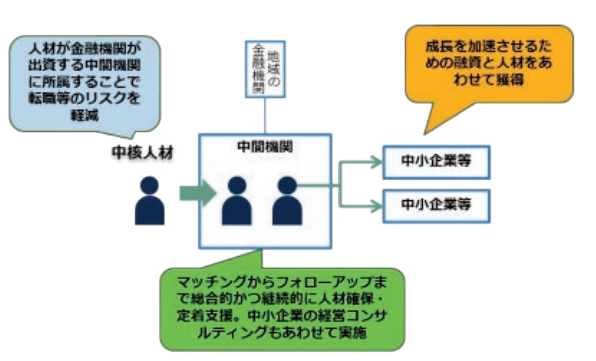 人材が金融機関が
出資する中間機関
に所属することで
転職等のリスクを
軽減
地域の
金融機関
成長を加速させるた
めの融資と人材をあ
わせて獲得
中核人材
中間機関
中小企業等
中小企業等
マッチングからフォローアップま
で総合的かつ継続的に人材確保・
定着支援。中小企業の経営コンサ
ルティングもあわせて実施